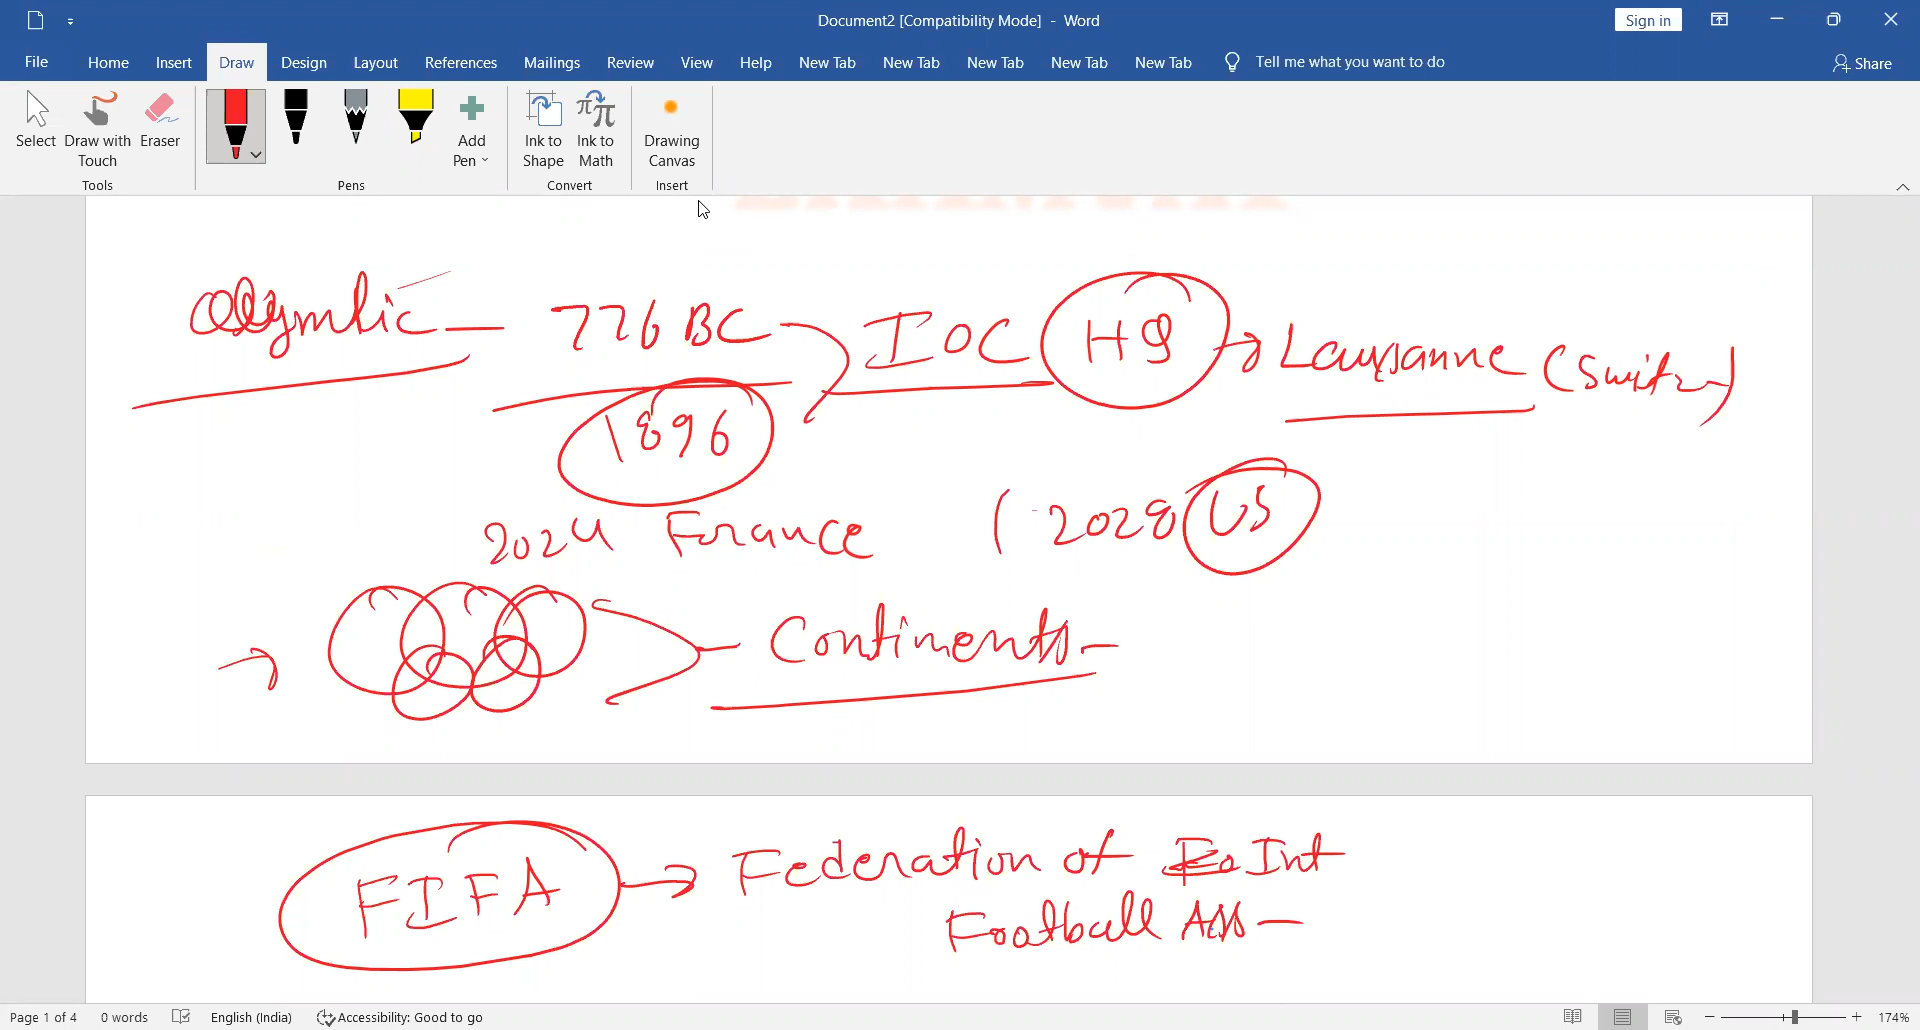 Document2 [Compatibility Mode] - Word
Sign in
File Home Insert Draw Design Layout References Mailings Review View Help New Tab New Tab New Tab New Tab New Tab Tell me what you want to do Share
Select Draw with Touch Eraser Add Pen Ink to Shape Ink to Math Drawing Canvas
Tools Pens Convert Insert
Olymbic — 776 BC IOC HQ → Lausanne (Switz-)
1896
2024 France (2028 US
→ Continents -
FIFA → Federation of Int
Football Ass -
Page 1 of 4 0 words English (India) Accessibility: Good to go 174%